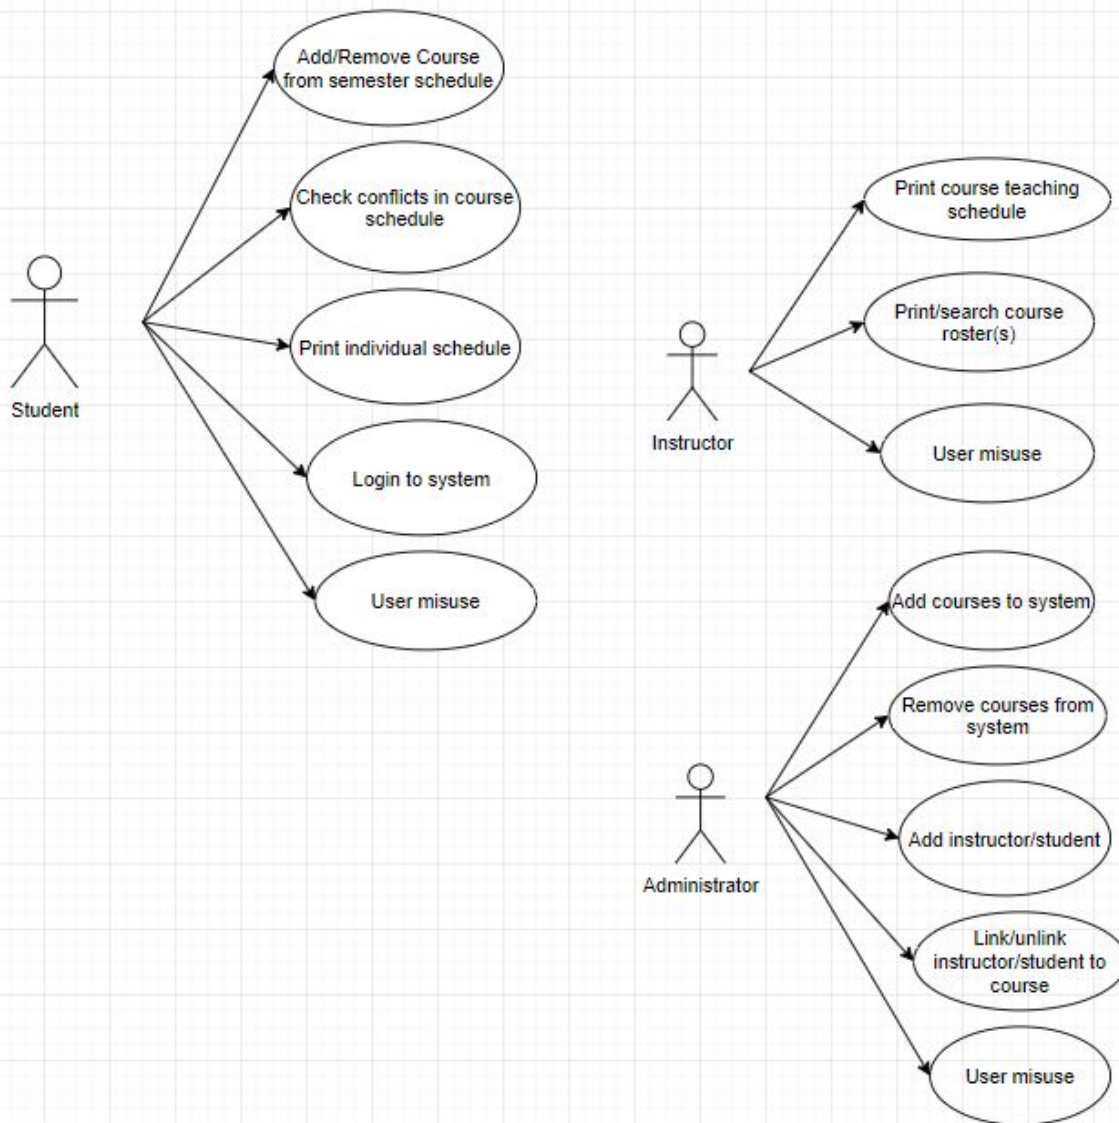 Add/Remove Course
from semester schedule
Check conflicts in course
schedule
Print individual schedule
Login to system
User misuse
Student
Print course teaching
schedule
Print/search course
roster(s)
User misuse
Instructor
Add courses to system
Remove courses from
system
Add instructor/student
Link/unlink
instructor/student to
course
User misuse
Administrator